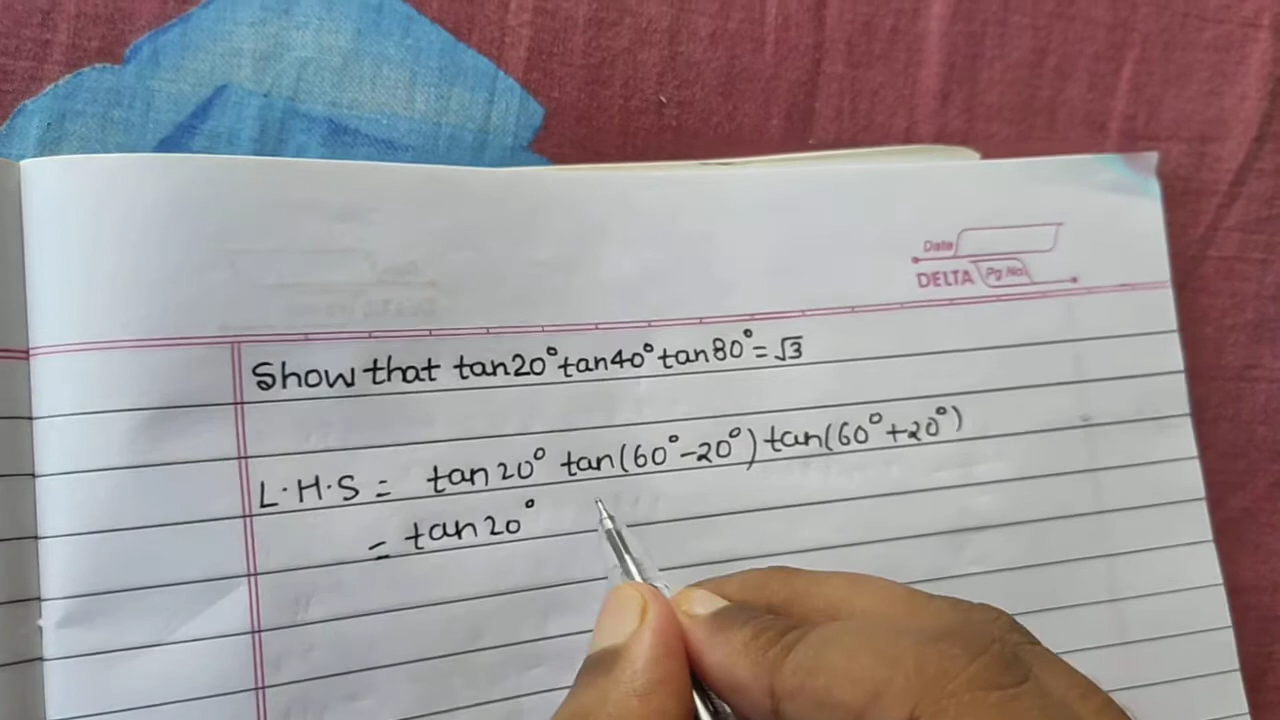 Date
DELTA Pg No
Show that tan20°tan40°tan80°=√3
L.H.S = tan20° tan(60°-20°) tan(60°+20°)
= tan20°